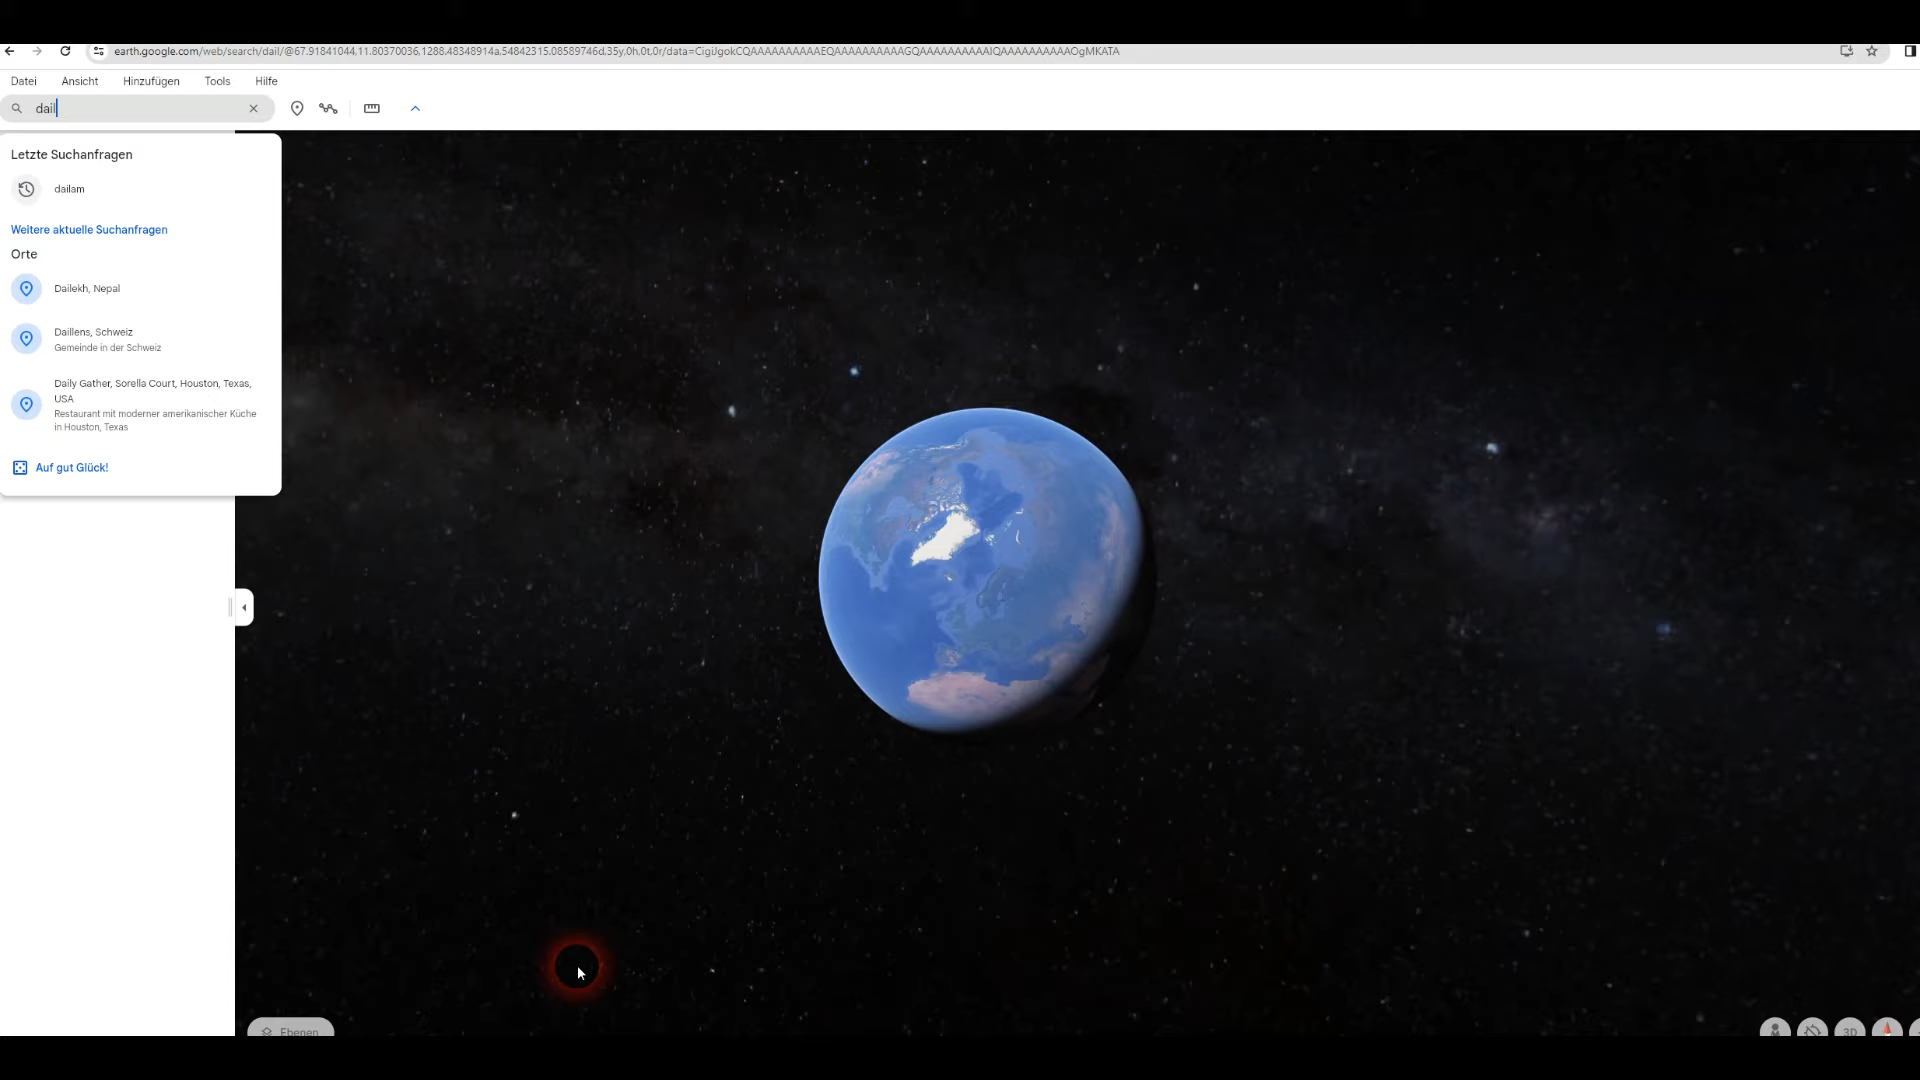 earth.google.com/web/search/dail/@67.91841044,11.80370036,1288.48348914a,54842315.08589746d,35y,0h,0t,0r/data=CigiJgokCQAAAAAAAAAAEQAAAAAAAAAAGQAAAAAAAAAAIQAAAAAAAAAAOgMKATA
Datei Ansicht Hinzufügen Tools Hilfe
dail
Letzte Suchanfragen
dailam
Weitere aktuelle Suchanfragen
Orte
Dailekh, Nepal
Daillens, Schweiz
Gemeinde in der Schweiz
Daily Gather, Sorella Court, Houston, Texas,
USA
Restaurant mit moderner amerikanischer Küche
in Houston, Texas
Auf gut Glück!
Ebenen
3D